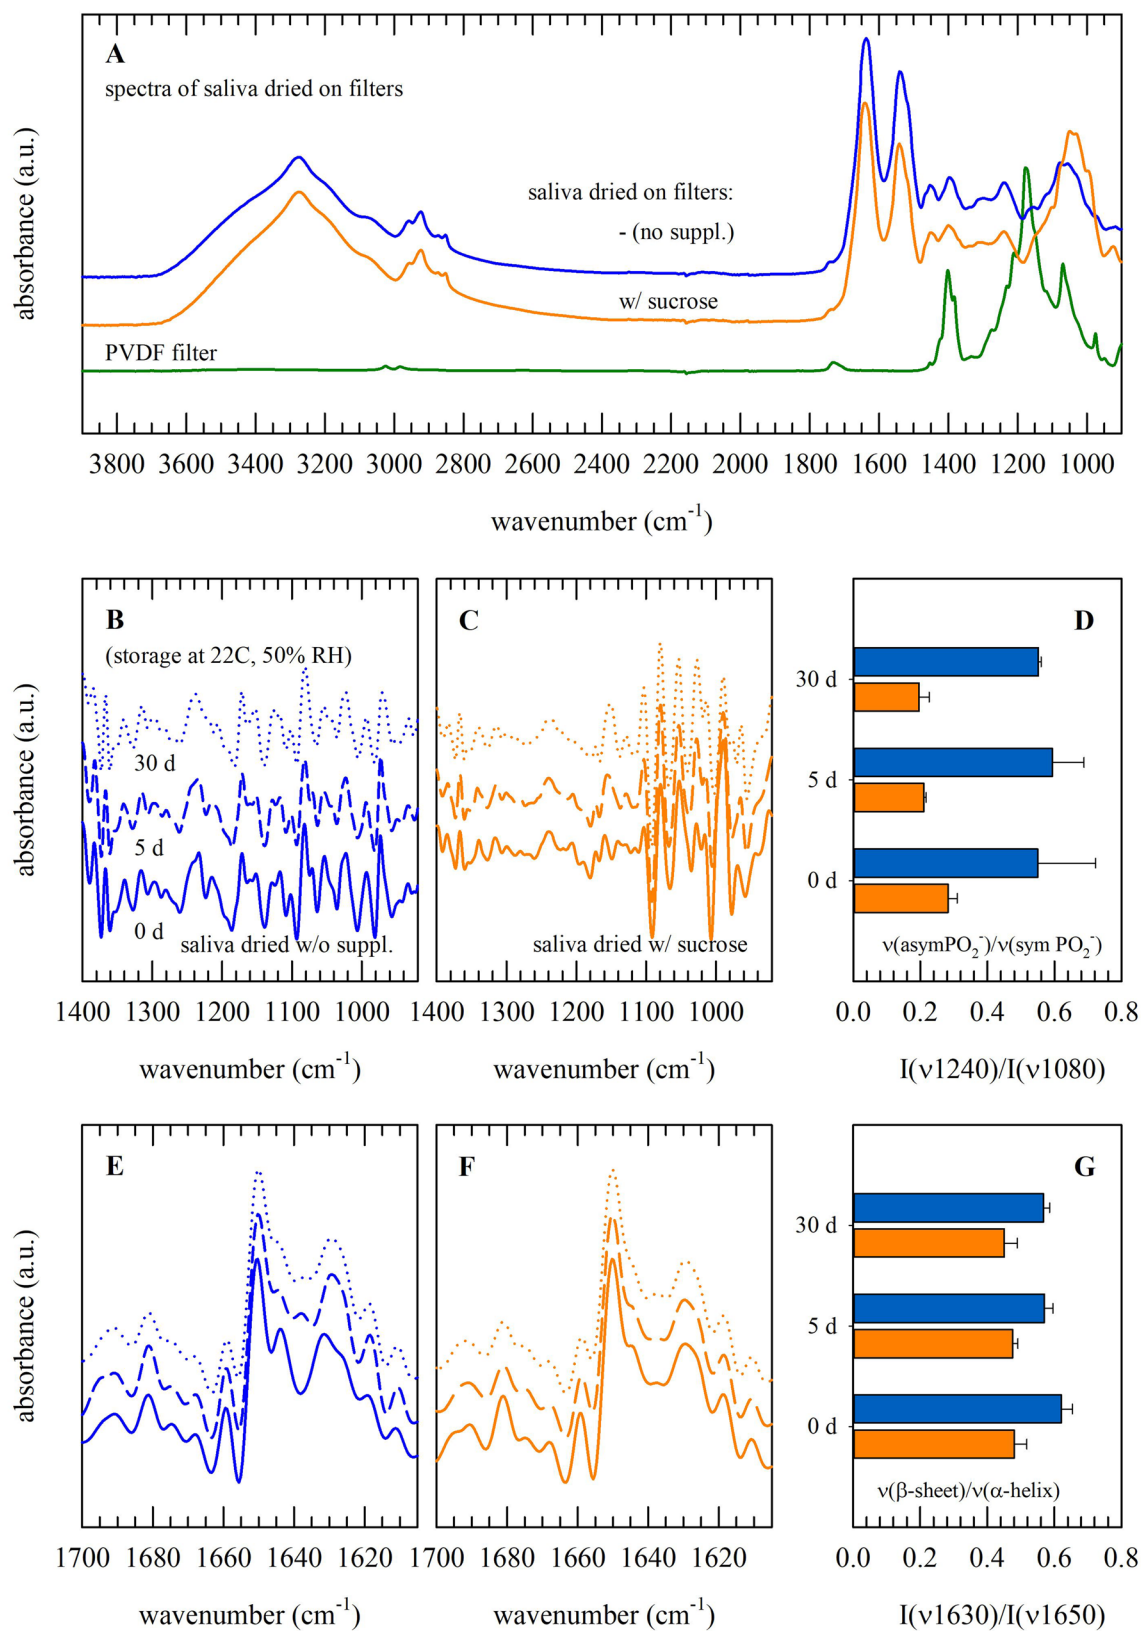 A
spectra of saliva dried on filters
saliva dried on filters:
- (no suppl.)
w/ sucrose
PVDF filter
absorbance (a.u.)
3800 3600 3400 3200 3000 2800 2600 2400 2200 2000 1800 1600 1400 1200 1000
wavenumber (cm⁻¹)
B
(storage at 22C, 50% RH)
30 d
5 d
0 d
saliva dried w/o suppl.
absorbance (a.u.)
1400 1300 1200 1100 1000
wavenumber (cm⁻¹)
C
saliva dried w/ sucrose
1400 1300 1200 1100 1000
wavenumber (cm⁻¹)
D
30 d
5 d
0 d
ν(asymPO₂⁻)/ν(sym PO₂⁻)
0.0 0.2 0.4 0.6 0.8
I(ν1240)/I(ν1080)
E
absorbance (a.u.)
1700 1680 1660 1640 1620
wavenumber (cm⁻¹)
F
1700 1680 1660 1640 1620
wavenumber (cm⁻¹)
G
30 d
5 d
0 d
ν(β-sheet)/ν(α-helix)
0.0 0.2 0.4 0.6 0.8
I(ν1630)/I(ν1650)